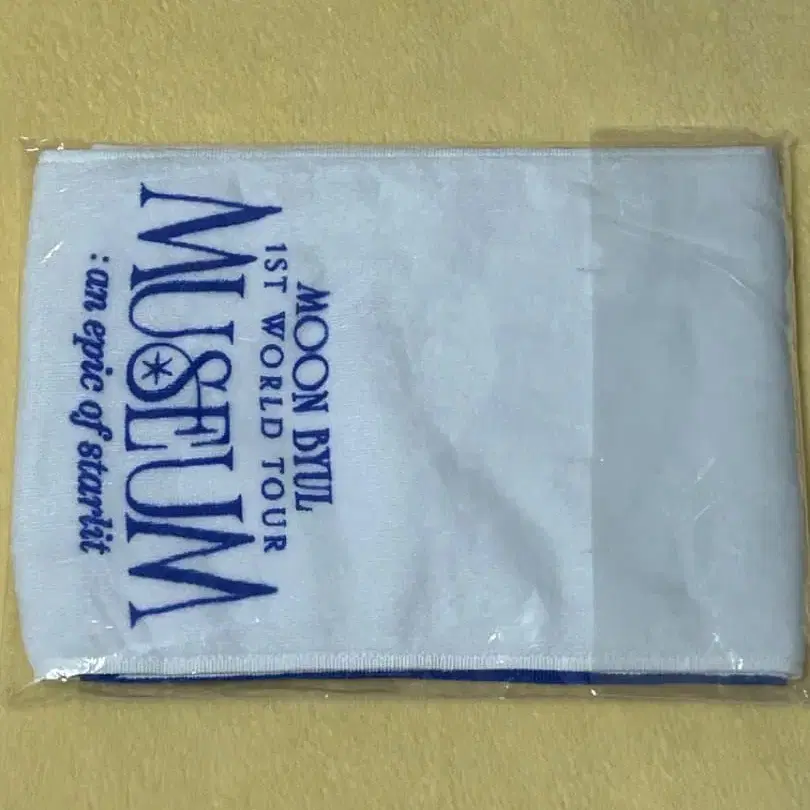 MOON BYUL
1ST WORLD TOUR
MUSEUM
: an epic of starlit